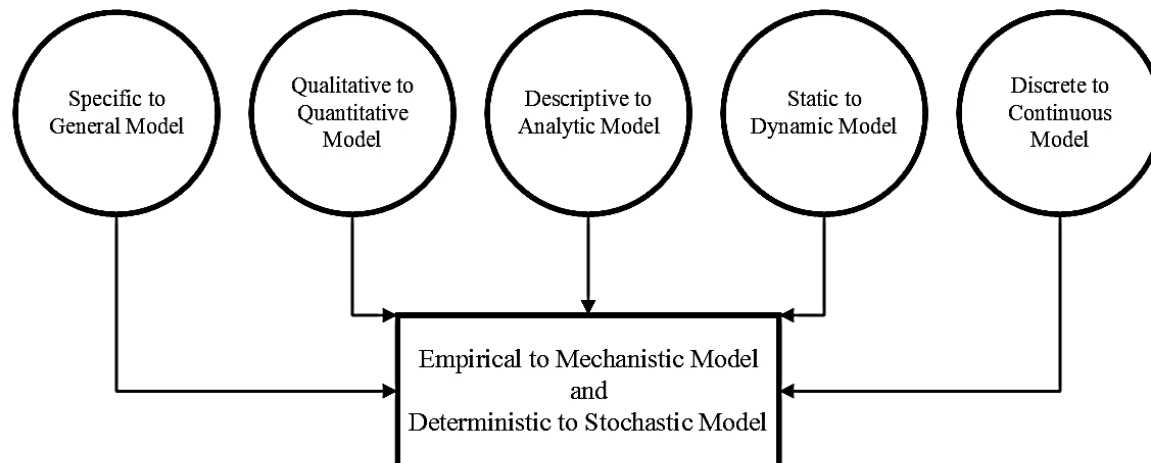 Specific to
General Model
Qualitative to
Quantitative
Model
Descriptive to
Analytic Model
Static to
Dynamic Model
Discrete to
Continuous
Model
Empirical to Mechanistic Model
and
Deterministic to Stochastic Model